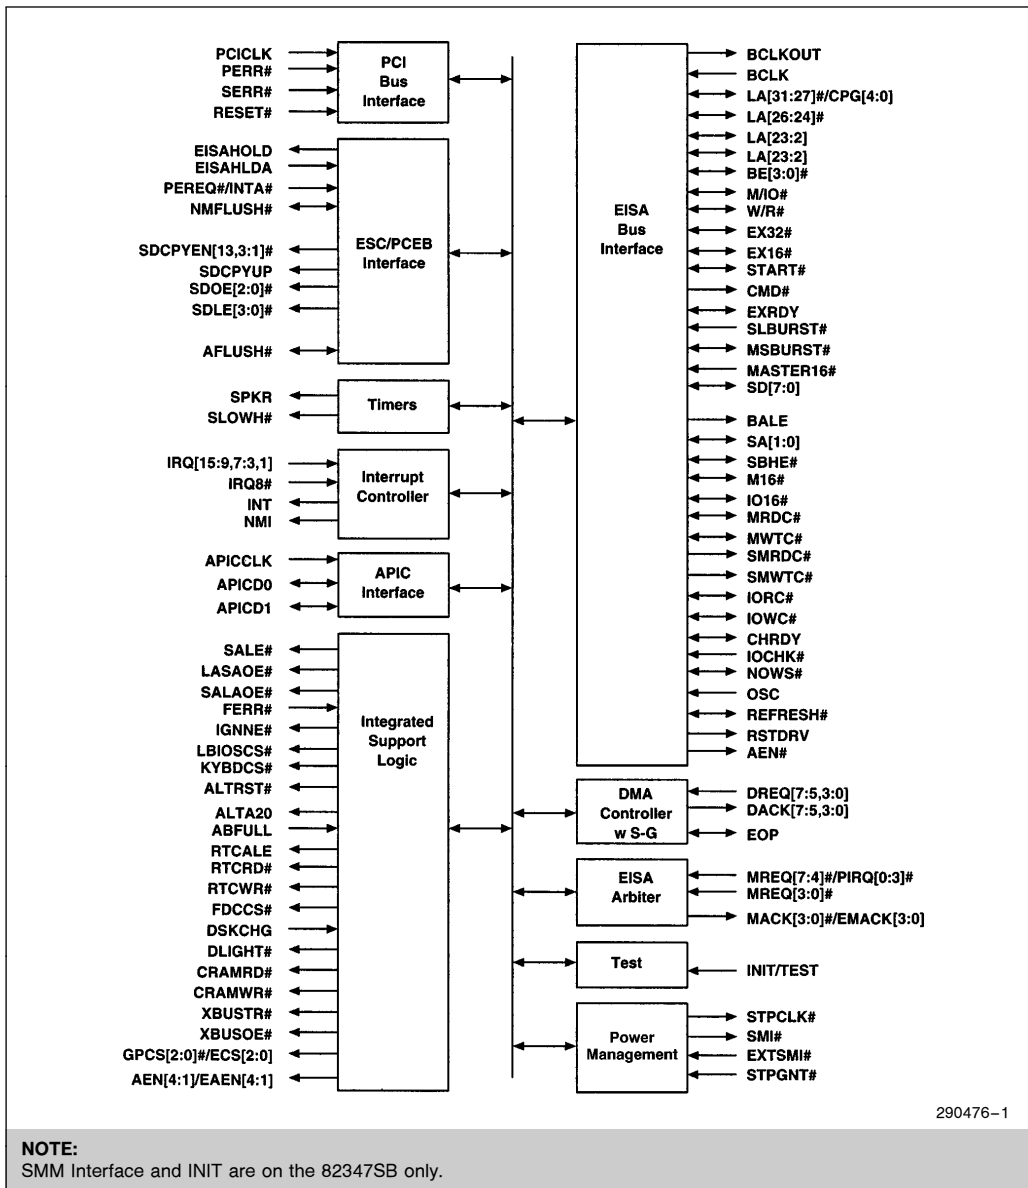 PCICLK
PERR#
SERR#
RESET#
PCI
Bus
Interface
EISAHOLD
EISAHLDA
PEREQ#/INTA#
NMFLUSH#
SDCPYEN[13,3:1]#
SDCPYUP
SDOE[2:0]#
SDLE[3:0]#
AFLUSH#
ESC/PCEB
Interface
SPKR
SLOWH#
Timers
IRQ[15:9,7:3,1]
IRQ8#
INT
NMI
Interrupt
Controller
APICCLK
APICD0
APICD1
APIC
Interface
SALE#
LASAOE#
SALAOE#
FERR#
IGNNE#
LBIOSCS#
KYBDCS#
ALTRST#
ALTA20
ABFULL
RTCALE
RTCRD#
RTCWR#
FDCCS#
DSKCHG
DLIGHT#
CRAMRD#
CRAMWR#
XBUSTR#
XBUSOE#
GPCS[2:0]#/ECS[2:0]
AEN[4:1]/EAEN[4:1]
Integrated
Support
Logic
EISA
Bus
Interface
BCLKOUT
BCLK
LA[31:27]#/CPG[4:0]
LA[26:24]#
LA[23:2]
LA[23:2]
BE[3:0]#
M/IO#
W/R#
EX32#
EX16#
START#
CMD#
EXRDY
SLBURST#
MSBURST#
MASTER16#
SD[7:0]
BALE
SA[1:0]
SBHE#
M16#
IO16#
MRDC#
MWTC#
SMRDC#
SMWTC#
IORC#
IOWC#
CHRDY
IOCHK#
NOWS#
OSC
REFRESH#
RSTDRV
AEN#
DMA
Controller
w S-G
DREQ[7:5,3:0]
DACK[7:5,3:0]
EOP
EISA
Arbiter
MREQ[7:4]#/PIRQ[0:3]#
MREQ[3:0]#
MACK[3:0]#/EMACK[3:0]
Test
INIT/TEST
Power
Management
STPCLK#
SMI#
EXTSMI#
STPGNT#
290476–1
NOTE:
SMM Interface and INIT are on the 82347SB only.